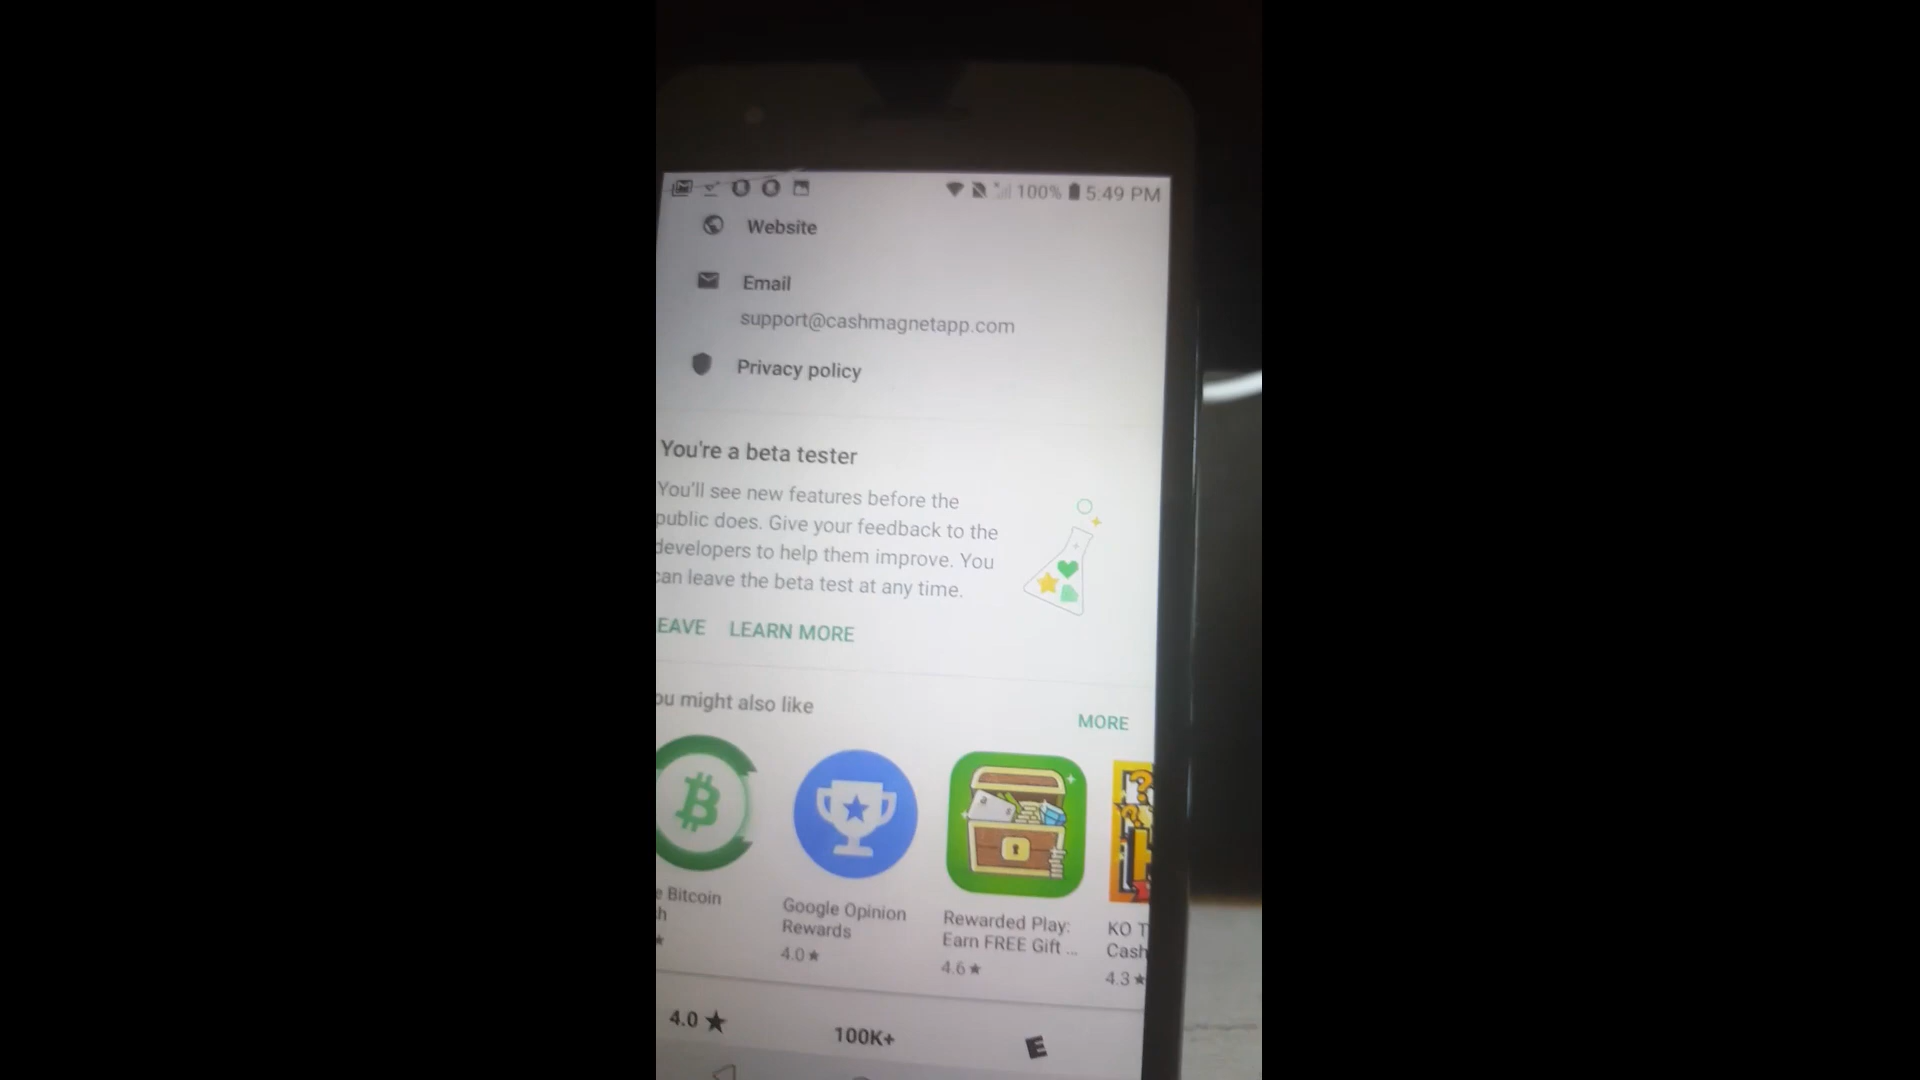 100% 5:49 PM
Website
Email
support@cashmagnetapp.com
Privacy policy
You're a beta tester
You'll see new features before the
public does. Give your feedback to the
developers to help them improve. You
can leave the beta test at any time.
EAVE LEARN MORE
ou might also like
MORE
e Bitcoin
h
Google Opinion
Rewards
4.0★
Rewarded Play:
Earn FREE Gift ...
4.6★
KO T
Cash
4.3★
4.0 ★
100K+
E